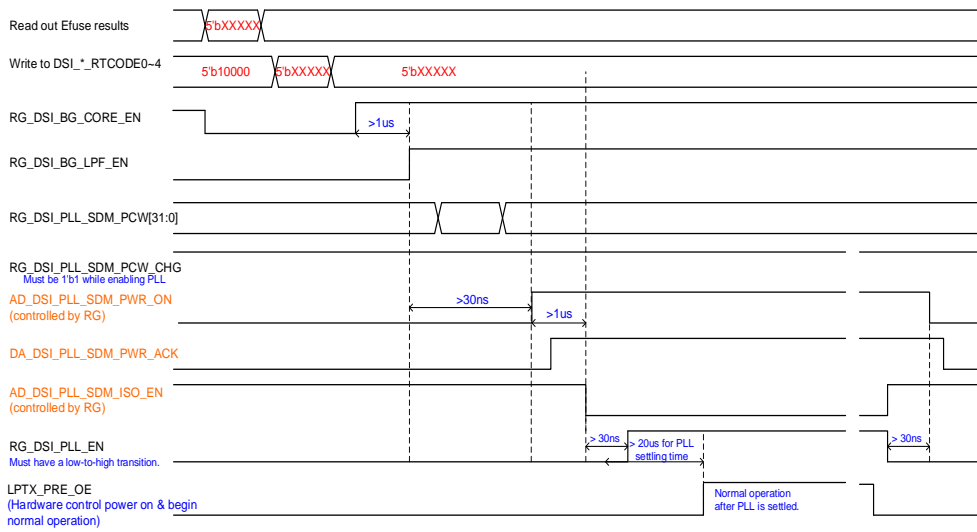 Read out Efuse results
5'bXXXXX
Write to DSI_*_RTCODE0~4
5'b10000
5'bXXXXX
5'bXXXXX
RG_DSI_BG_CORE_EN
>1us
RG_DSI_BG_LPF_EN
RG_DSI_PLL_SDM_PCW[31:0]
RG_DSI_PLL_SDM_PCW_CHG
Must be 1'b1 while enabling PLL
AD_DSI_PLL_SDM_PWR_ON
(controlled by RG)
>30ns
>1us
DA_DSI_PLL_SDM_PWR_ACK
AD_DSI_PLL_SDM_ISO_EN
(controlled by RG)
RG_DSI_PLL_EN
Must have a low-to-high transition.
> 30ns
> 20us for PLL
settling time
> 30ns
LPTX_PRE_OE
(Hardware control power on & begin
normal operation)
Normal operation
after PLL is settled.